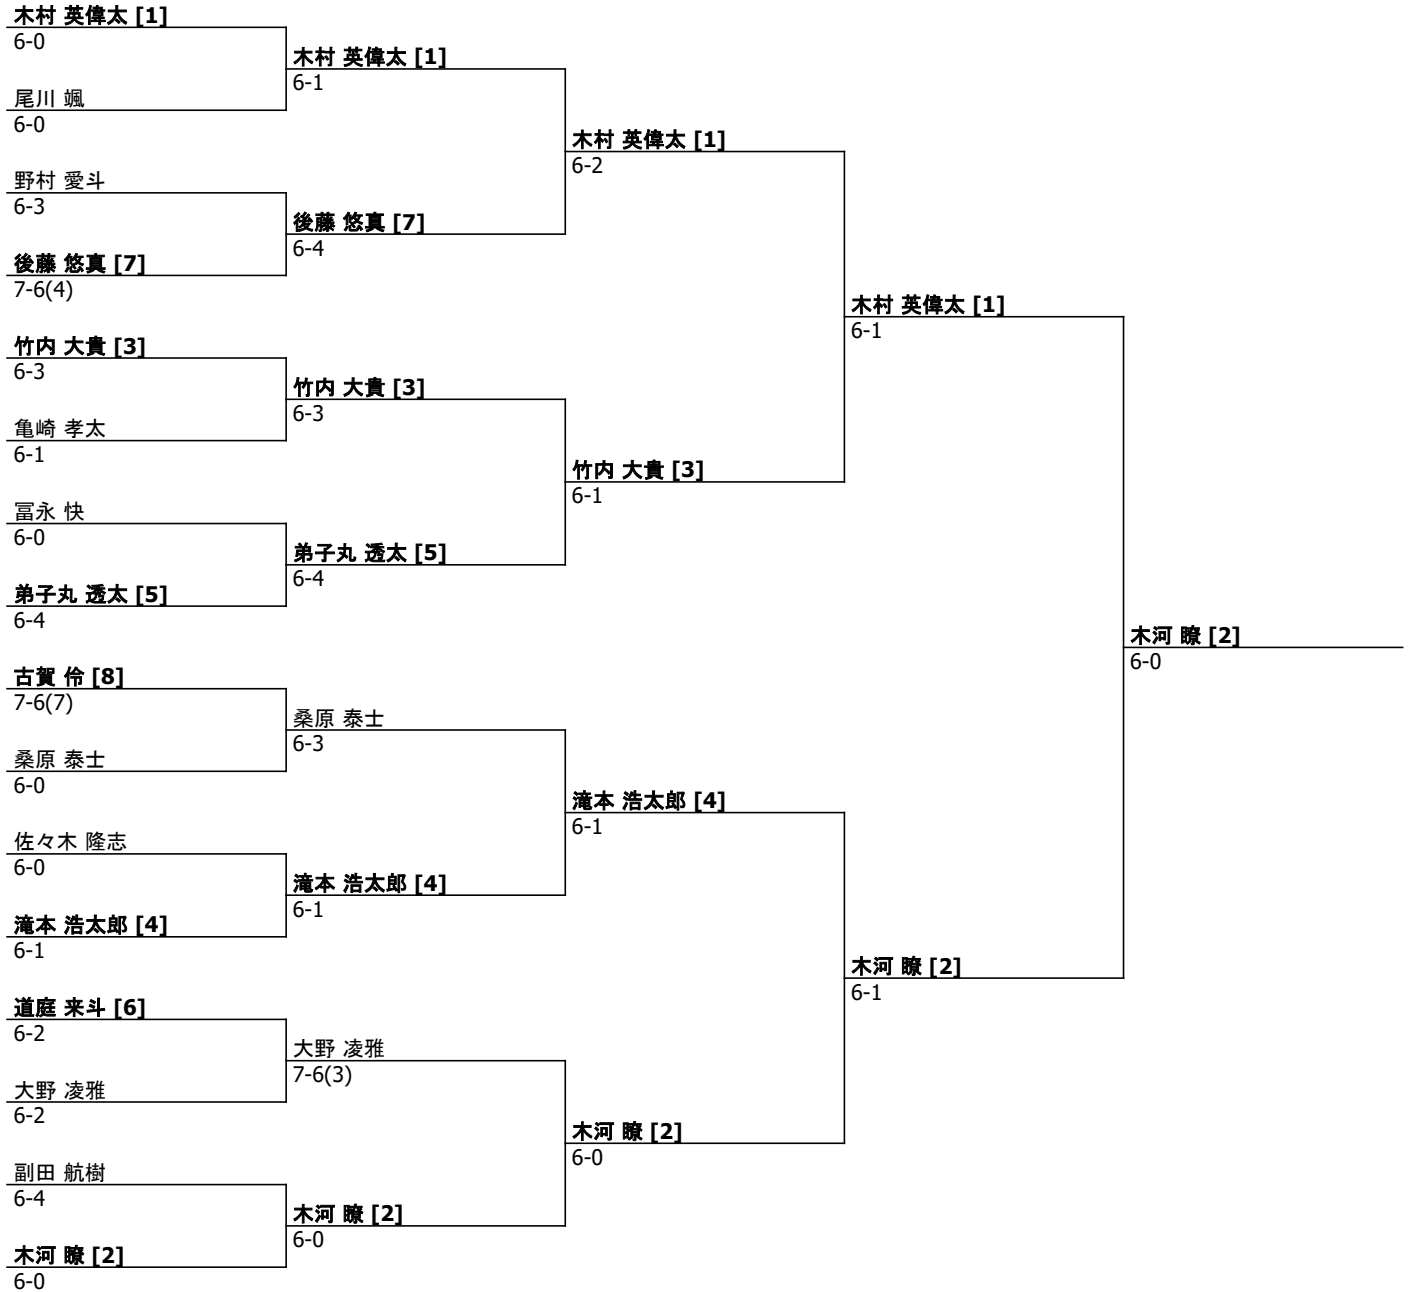 木村 英偉太 [1]
6-0
木村 英偉太 [1]
6-1
尾川 颯
6-0
木村 英偉太 [1]
6-2
野村 愛斗
6-3
後藤 悠真 [7]
6-4
後藤 悠真 [7]
7-6(4)
木村 英偉太 [1]
6-1
竹内 大貴 [3]
6-3
竹内 大貴 [3]
6-3
亀崎 孝太
6-1
竹内 大貴 [3]
6-1
冨永 快
6-0
弟子丸 透太 [5]
6-4
弟子丸 透太 [5]
6-4
木河 瞭 [2]
6-0
古賀 伶 [8]
7-6(7)
桑原 泰士
6-3
桑原 泰士
6-0
滝本 浩太郎 [4]
6-1
佐々木 隆志
6-0
滝本 浩太郎 [4]
6-1
滝本 浩太郎 [4]
6-1
木河 瞭 [2]
6-1
道庭 来斗 [6]
6-2
大野 凌雅
7-6(3)
大野 凌雅
6-2
木河 瞭 [2]
6-0
副田 航樹
6-4
木河 瞭 [2]
6-0
木河 瞭 [2]
6-0